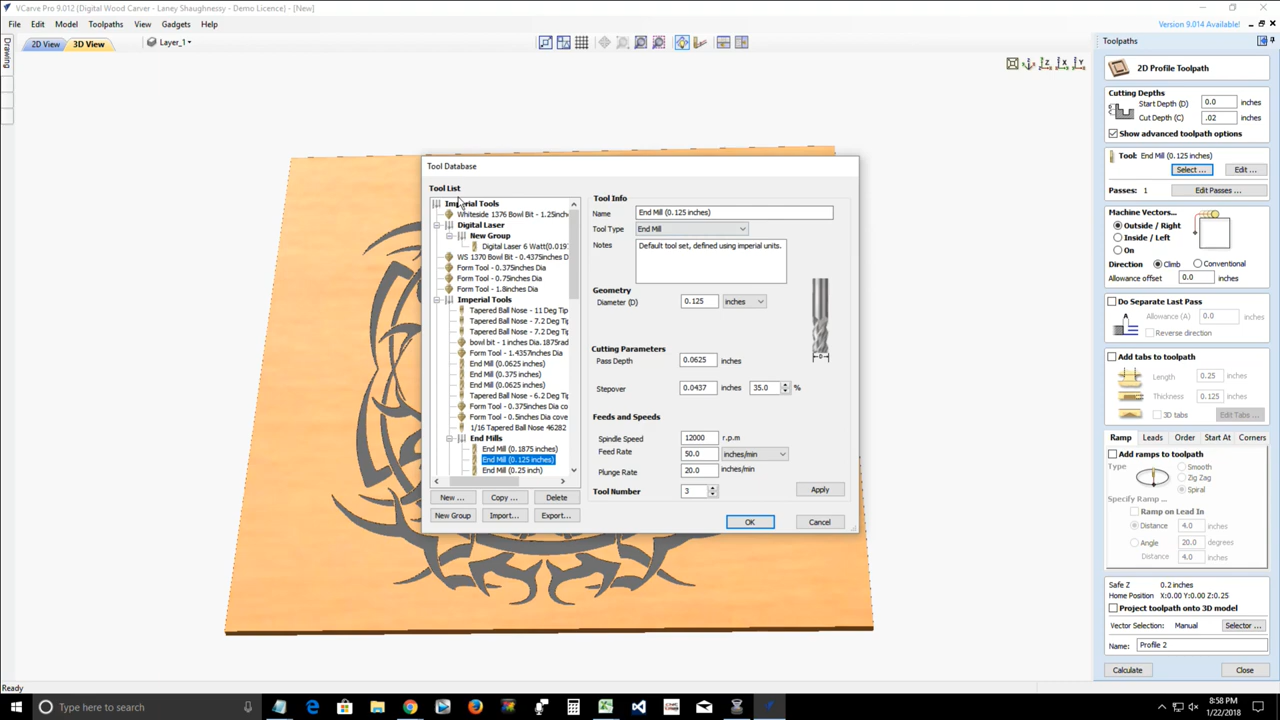 VCarve Pro 9.012 (Digital Wood Carver - Laney Shaughnessy - Demo Licence) - [New]
File Edit Model Toolpaths View Gadgets Help
Version 9.014 Available!
Drawing
2D View 3D View Layer_1
Toolpaths
2D Profile Toolpath
Cutting Depths
Start Depth (D) 0.0 inches
Cut Depth (C) .02 inches
Show advanced toolpath options
Tool: End Mill (0.125 inches)
Select ... Edit ...
Passes: 1 Edit Passes ...
Machine Vectors...
Outside / Right
Inside / Left
On
Direction Climb Conventional
Allowance offset 0.0 inches
Do Separate Last Pass
Allowance (A) 0.0 inches
Reverse direction
Add tabs to toolpath
Length 0.25 inches
Thickness 0.125 inches
3D tabs Edit Tabs ...
Ramp Leads Order Start At Corners
Add ramps to toolpath
Type Smooth
Zig Zag
Spiral
Specify Ramp ...
Ramp on Lead In
Distance 4.0 inches
Angle 20.0 degrees
Distance 4.0 inches
Safe Z 0.2 inches
Home Position X:0.00 Y:0.00 Z:0.25
Project toolpath onto 3D model
Vector Selection: Manual Selector ...
Name: Profile 2
Calculate Close
Tool Database
Tool List
Imperial Tools
Whiteside 1376 Bowl Bit - 1.25inch
Digital Laser
New Group
Digital Laser 6 Watt(0.019
WS 1370 Bowl Bit - 0.4375inches D
Form Tool - 0.375inches Dia
Form Tool - 0.75inches Dia
Form Tool - 1.8inches Dia
Imperial Tools
Tapered Ball Nose - 11 Deg Tip
Tapered Ball Nose - 7.2 Deg Tip
Tapered Ball Nose - 7.2 Deg Tip
bowl bit - 1 inches Dia .1875rad
Form Tool - 1.4357inches Dia
End Mill (0.0625 inches)
End Mill (0.375 inches)
End Mill (0.0625 inches)
Tapered Ball Nose - 6.2 Deg Tip
Form Tool - 0.375inches Dia co
Form Tool - 0.5inches Dia cove
1/16 Tapered Ball Nose 46282
End Mills
End Mill (0.1875 inches)
End Mill (0.125 inches)
End Mill (0.25 inch)
New ... Copy ... Delete
New Group Import... Export...
Tool Info
Name End Mill (0.125 inches)
Tool Type End Mill
Notes Default tool set, defined using imperial units.
Geometry
Diameter (D) 0.125 inches
D
Cutting Parameters
Pass Depth 0.0625 inches
Stepover 0.0437 inches 35.0 %
Feeds and Speeds
Spindle Speed 12000 r.p.m
Feed Rate 50.0 inches/min
Plunge Rate 20.0 inches/min
Tool Number 3 Apply
OK Cancel
Ready
Type here to search
8:58 PM
1/22/2018